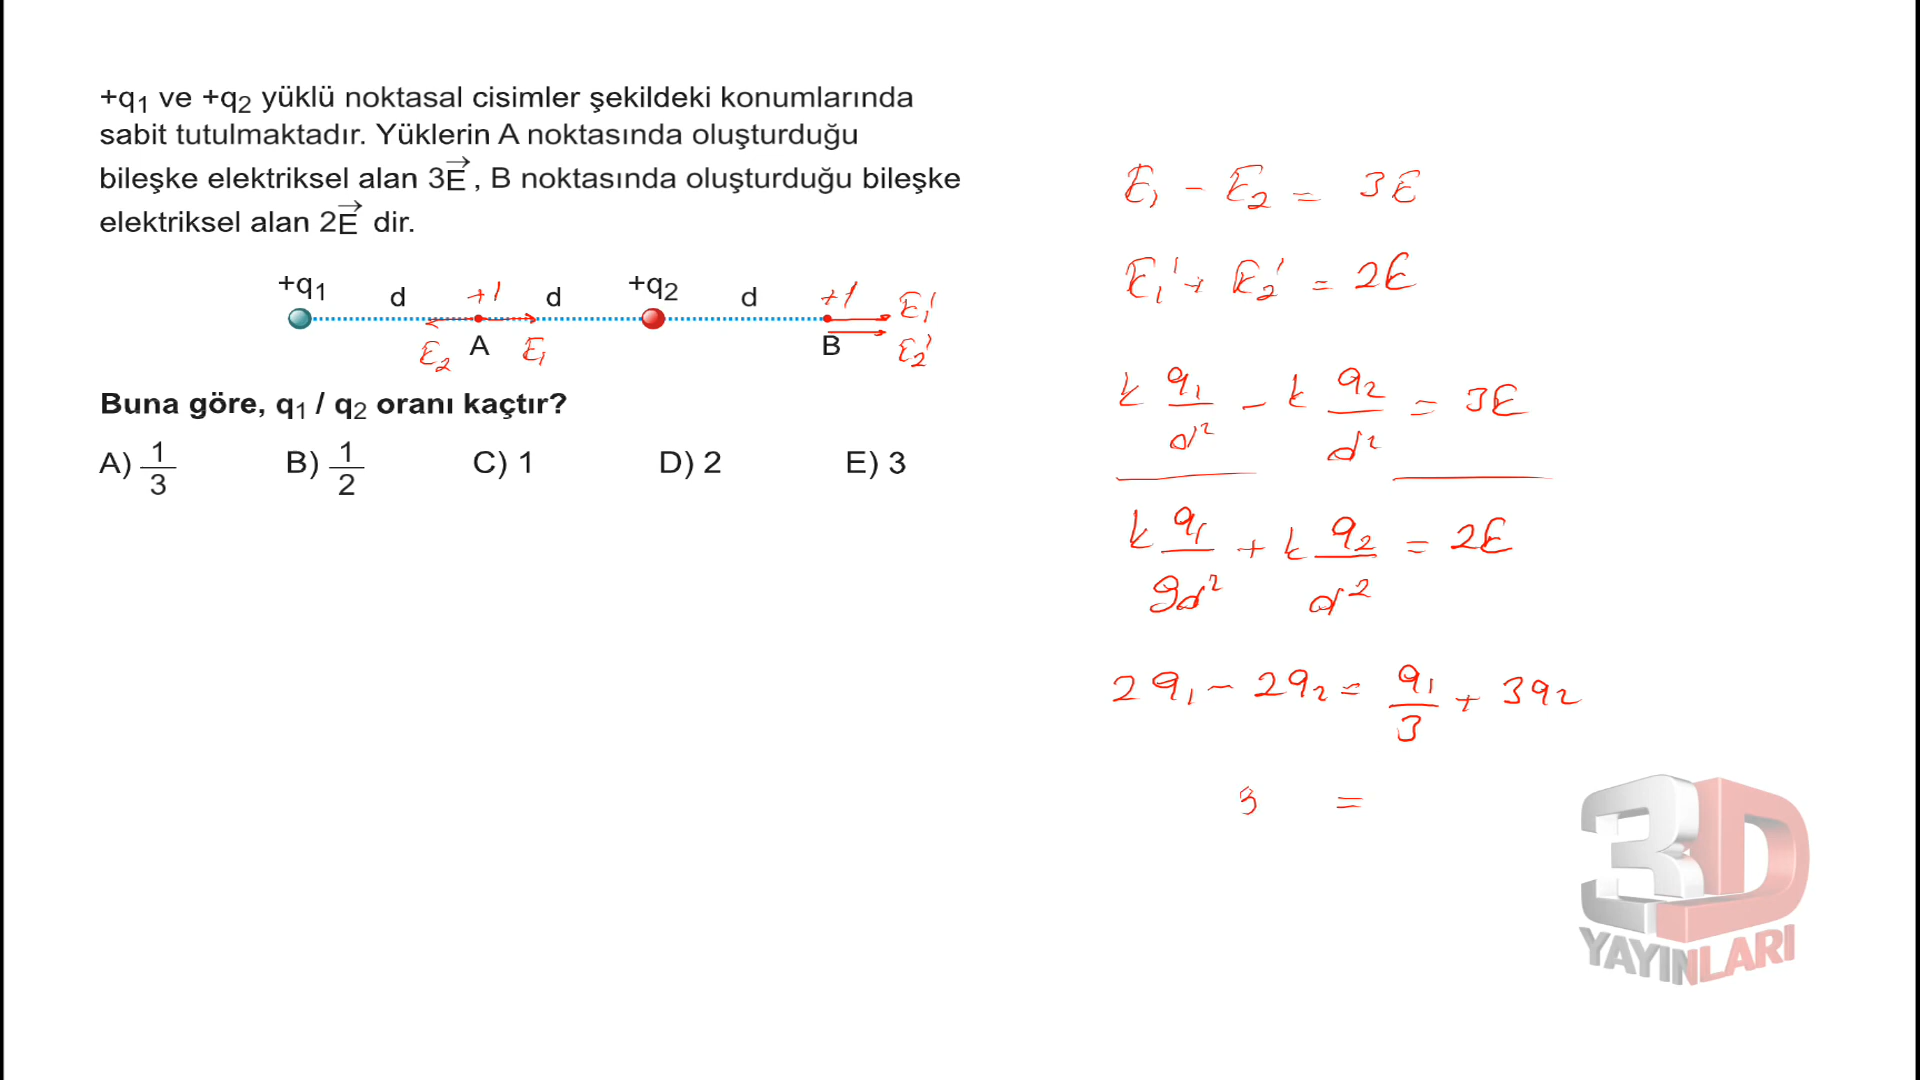 +q₁ ve +q₂ yüklü noktasal cisimler şekildeki konumlarında
sabit tutulmaktadır. Yüklerin A noktasında oluşturduğu
bileşke elektriksel alan 3E⃗ , B noktasında oluşturduğu bileşke
elektriksel alan 2E⃗ dir.
+q₁ d +1 d +q₂ d +1 E₁'
E₂ A E₁ B E₂'
Buna göre, q₁ / q₂ oranı kaçtır?
A) 1/3 B) 1/2 C) 1 D) 2 E) 3
E₁ - E₂ = 3E
E₁' + E₂' = 2E
k q₁/d² - k q₂/d² = 3E
k q₁/9d² + k q₂/d² = 2E
2q₁ - 2q₂ = q₁/3 + 3q₂
3 =
3D
YAYINLARI